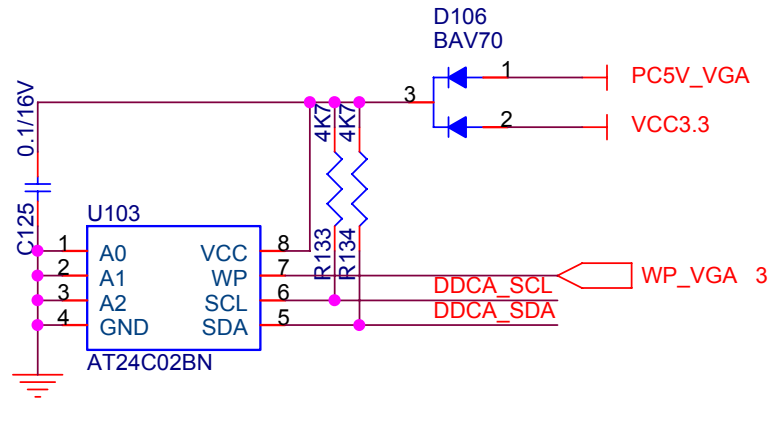 D106
BAV70
1
PC5V_VGA
3
2
VCC3.3
0.1/16V
C125
4K7
4K7
R133
R134
U103
1
A0
VCC
8
2
A1
WP
7
WP_VGA 3
3
A2
SCL
6
DDCA_SCL
4
GND
SDA
5
DDCA_SDA
AT24C02BN